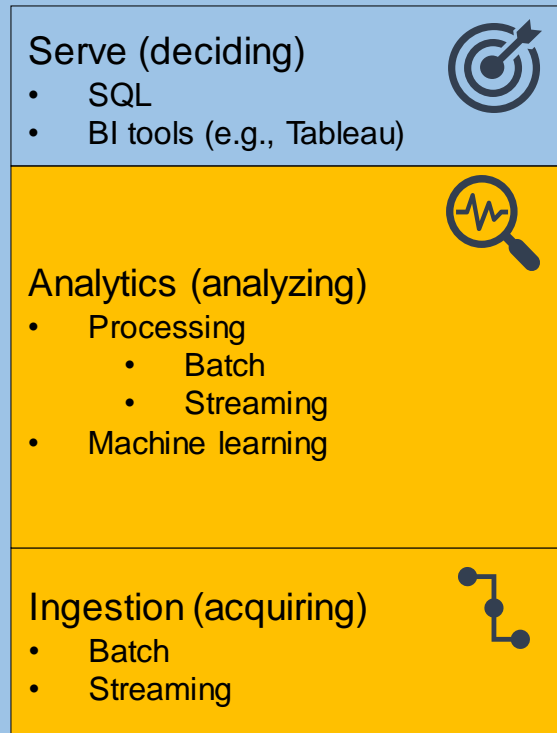 Serve (deciding)
• SQL
• BI tools (e.g., Tableau)
Analytics (analyzing)
• Processing
• Batch
• Streaming
• Machine learning
Ingestion (acquiring)
• Batch
• Streaming